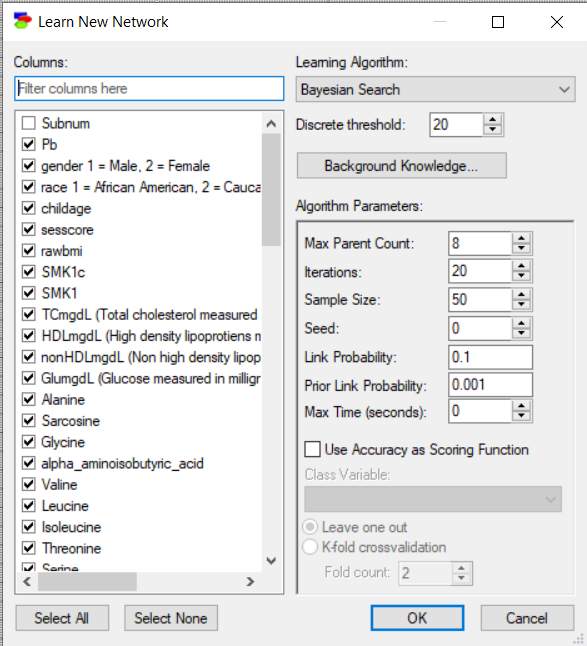 Learn New Network
Columns:
Filter columns here
Subnum
Pb
gender 1 = Male, 2 = Female
race 1 = African American, 2 = Cauca
childage
sesscore
rawbmi
SMK1c
SMK1
TCmgdL (Total cholesterol measured
HDLmgdL (High density lipoprotiens m
nonHDLmgdL (Non high density lipop
GlumgdL (Glucose measured in milligr
Alanine
Sarcosine
Glycine
alpha_aminoisobutyric_acid
Valine
Leucine
Isoleucine
Threonine
Serine
Select All
Select None
Learning Algorithm:
Bayesian Search
Discrete threshold: 20
Background Knowledge...
Algorithm Parameters:
Max Parent Count: 8
Iterations: 20
Sample Size: 50
Seed: 0
Link Probability: 0.1
Prior Link Probability: 0.001
Max Time (seconds): 0
Use Accuracy as Scoring Function
Class Variable:
Leave one out
K-fold crossvalidation
Fold count: 2
OK
Cancel